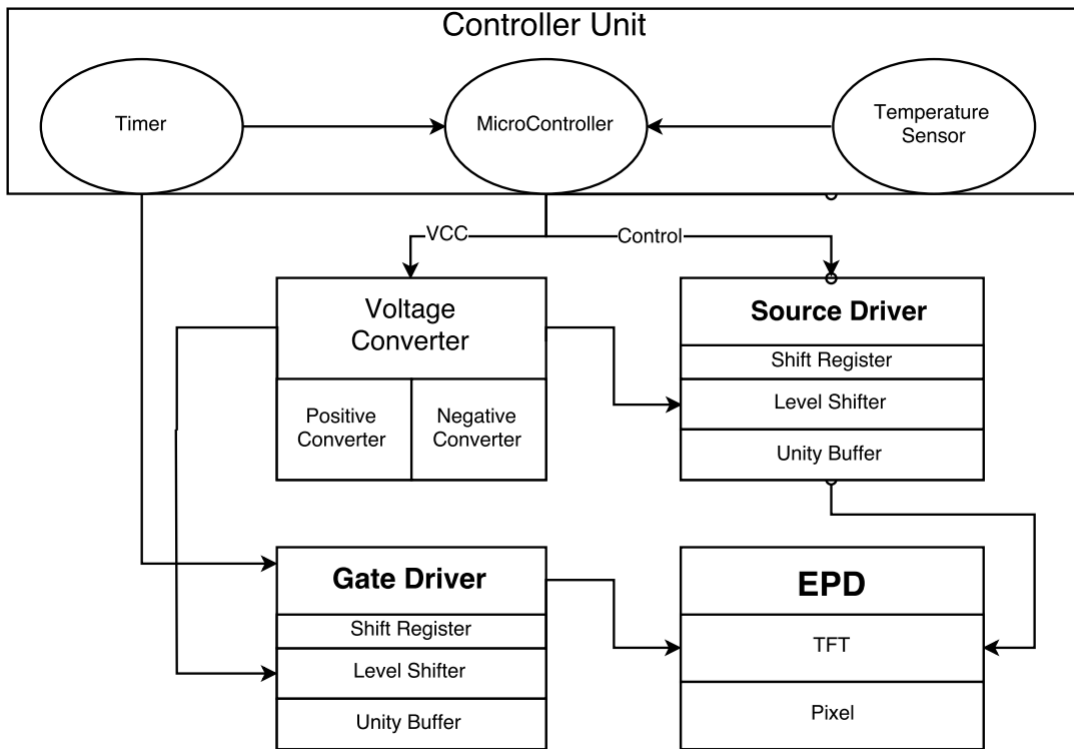 Controller Unit
Timer
MicroController
Temperature
Sensor
VCC
Control
Voltage
Converter
Positive
Converter
Negative
Converter
Source Driver
Shift Register
Level Shifter
Unity Buffer
Gate Driver
Shift Register
Level Shifter
Unity Buffer
EPD
TFT
Pixel